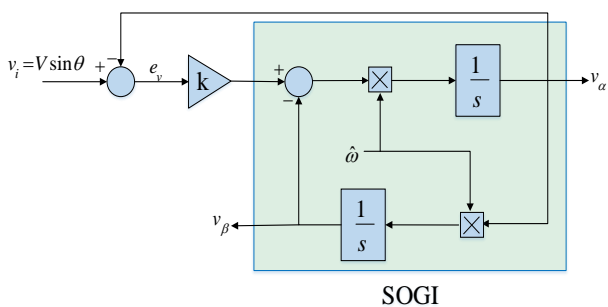 v_i = V sin θ
+
−
e_v
k
+
−
×
1/s
v_α
ω̂
v_β
1/s
×
SOGI